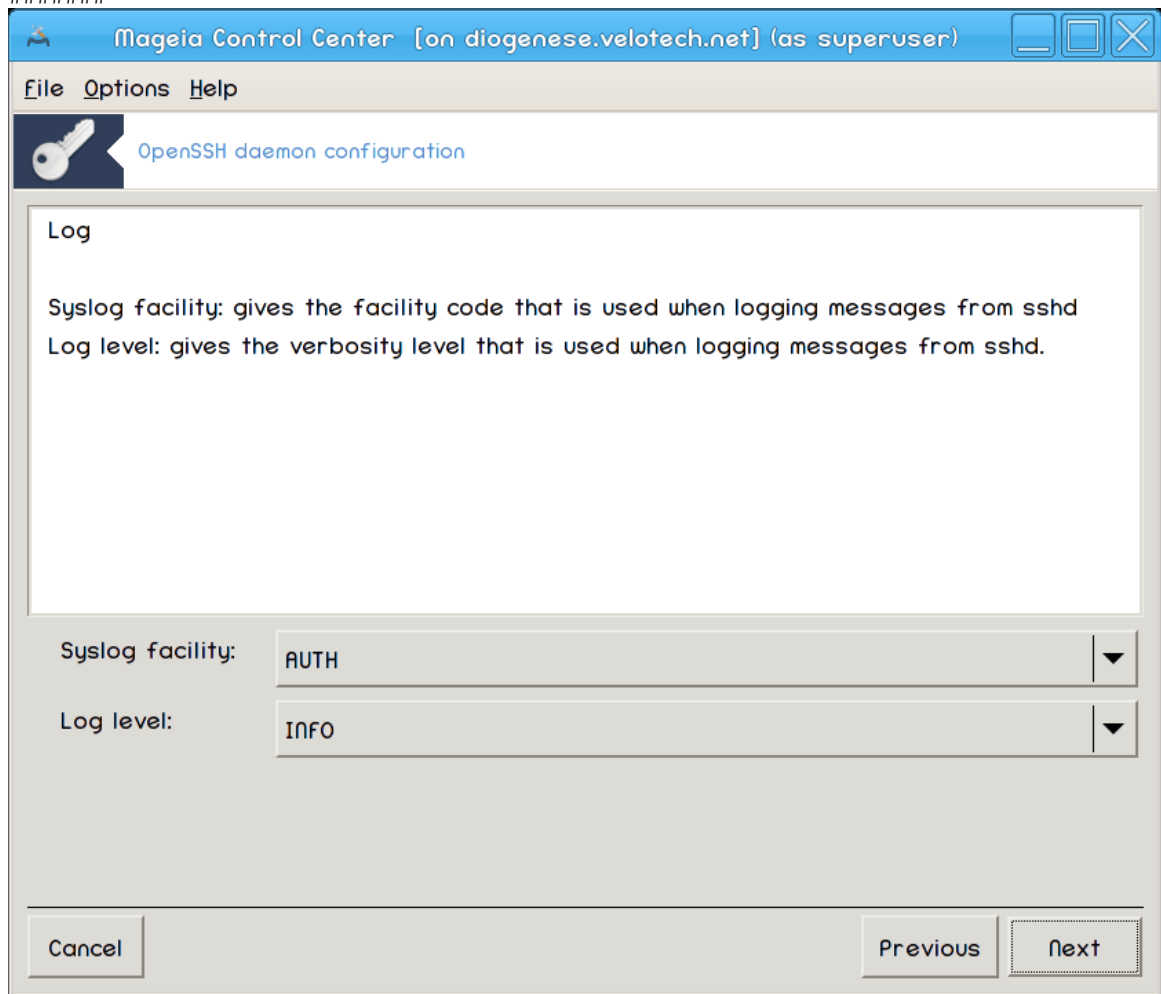 Mageia Control Center [on diogenese.velotech.net] (as superuser)
File Options Help
OpenSSH daemon configuration
Log
Syslog facility: gives the facility code that is used when logging messages from sshd
Log level: gives the verbosity level that is used when logging messages from sshd.
Syslog facility: AUTH
Log level: INFO
Cancel Previous Next